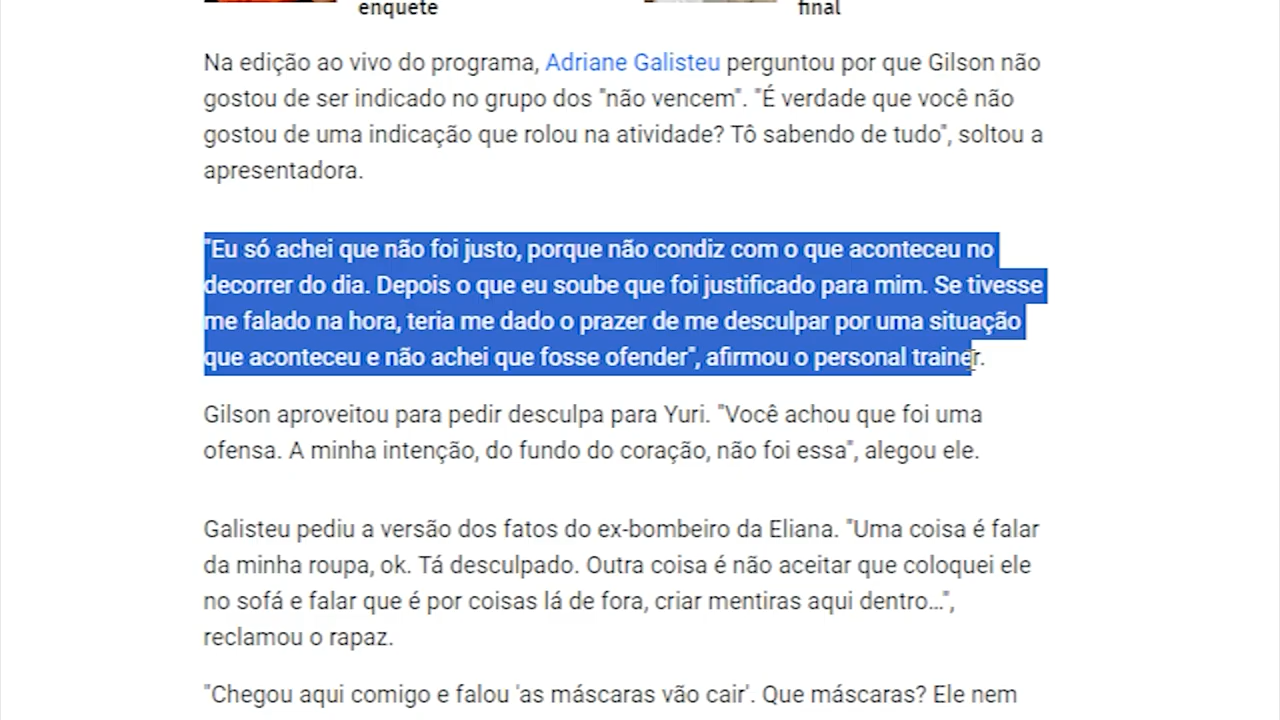 enquete
final
Na edição ao vivo do programa, Adriane Galisteu perguntou por que Gilson não
gostou de ser indicado no grupo dos "não vencem". "É verdade que você não
gostou de uma indicação que rolou na atividade? Tô sabendo de tudo", soltou a
apresentadora.
"Eu só achei que não foi justo, porque não condiz com o que aconteceu no
decorrer do dia. Depois o que eu soube que foi justificado para mim. Se tivesse
me falado na hora, teria me dado o prazer de me desculpar por uma situação
que aconteceu e não achei que fosse ofender", afirmou o personal trainer.
Gilson aproveitou para pedir desculpa para Yuri. "Você achou que foi uma
ofensa. A minha intenção, do fundo do coração, não foi essa", alegou ele.
Galisteu pediu a versão dos fatos do ex-bombeiro da Eliana. "Uma coisa é falar
da minha roupa, ok. Tá desculpado. Outra coisa é não aceitar que coloquei ele
no sofá e falar que é por coisas lá de fora, criar mentiras aqui dentro...",
reclamou o rapaz.
"Chegou aqui comigo e falou 'as máscaras vão cair'. Que máscaras? Ele nem